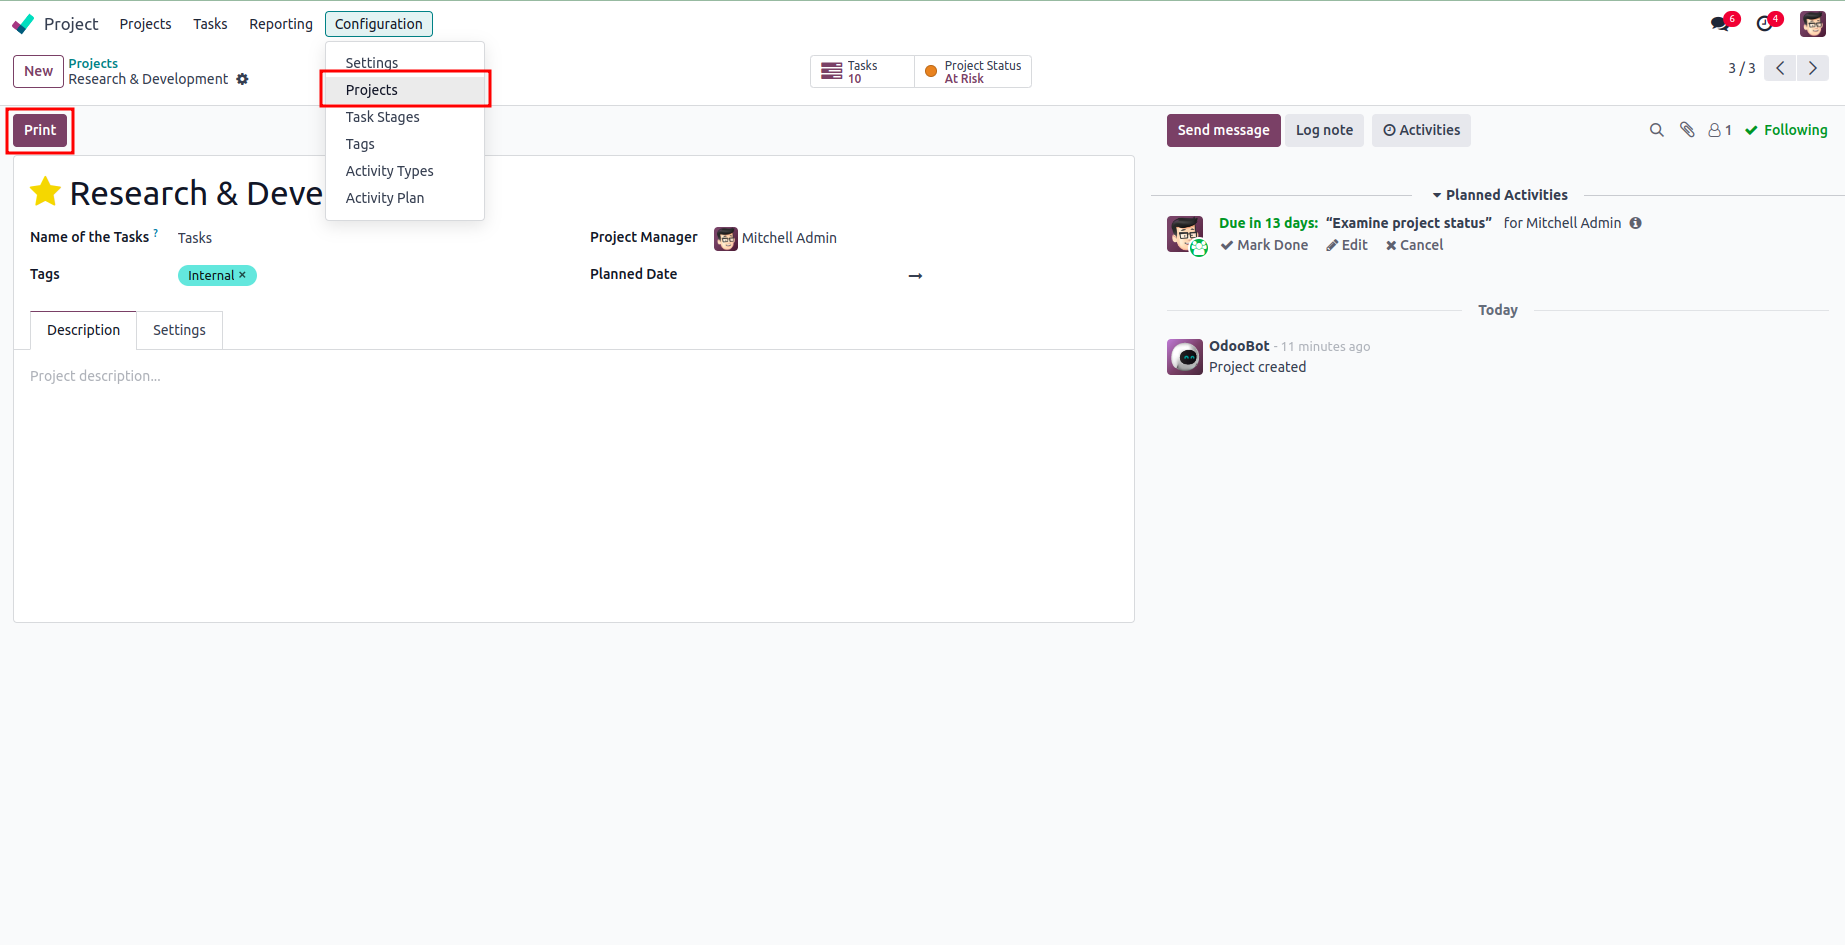 Project Projects Tasks Reporting Configuration 6 4
New Projects
Research & Development
Settings
Projects
Task Stages
Tags
Activity Types
Activity Plan
Tasks
10
Project Status
At Risk
3 / 3
Print
Send message Log note Activities 1 Following
Research & Deve
Name of the Tasks ? Tasks
Project Manager Mitchell Admin
Tags Internal ×
Planned Date →
Description Settings
Project description...
Planned Activities
Due in 13 days: “Examine project status” for Mitchell Admin
Mark Done Edit Cancel
Today
OdooBot - 11 minutes ago
Project created